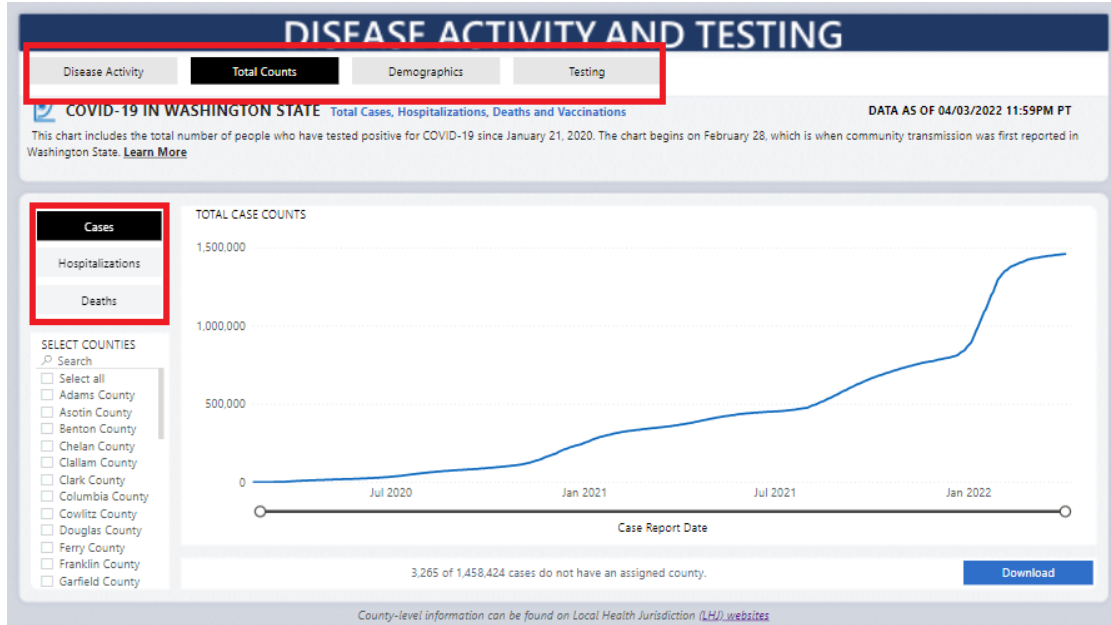 DISEASE ACTIVITY AND TESTING
Disease Activity
Total Counts
Demographics
Testing
COVID-19 IN WASHINGTON STATE Total Cases, Hospitalizations, Deaths and Vaccinations
DATA AS OF 04/03/2022 11:59PM PT
This chart includes the total number of people who have tested positive for COVID-19 since January 21, 2020. The chart begins on February 28, which is when community transmission was first reported in
Washington State. Learn More
Cases
Hospitalizations
Deaths
SELECT COUNTIES
Search
Select all
Adams County
Asotin County
Benton County
Chelan County
Clallam County
Clark County
Columbia County
Cowlitz County
Douglas County
Ferry County
Franklin County
Garfield County
TOTAL CASE COUNTS
1,500,000
1,000,000
500,000
0
Jul 2020
Jan 2021
Jul 2021
Jan 2022
Case Report Date
3,265 of 1,458,424 cases do not have an assigned county.
Download
County-level information can be found on Local Health Jurisdiction (LHJ) websites